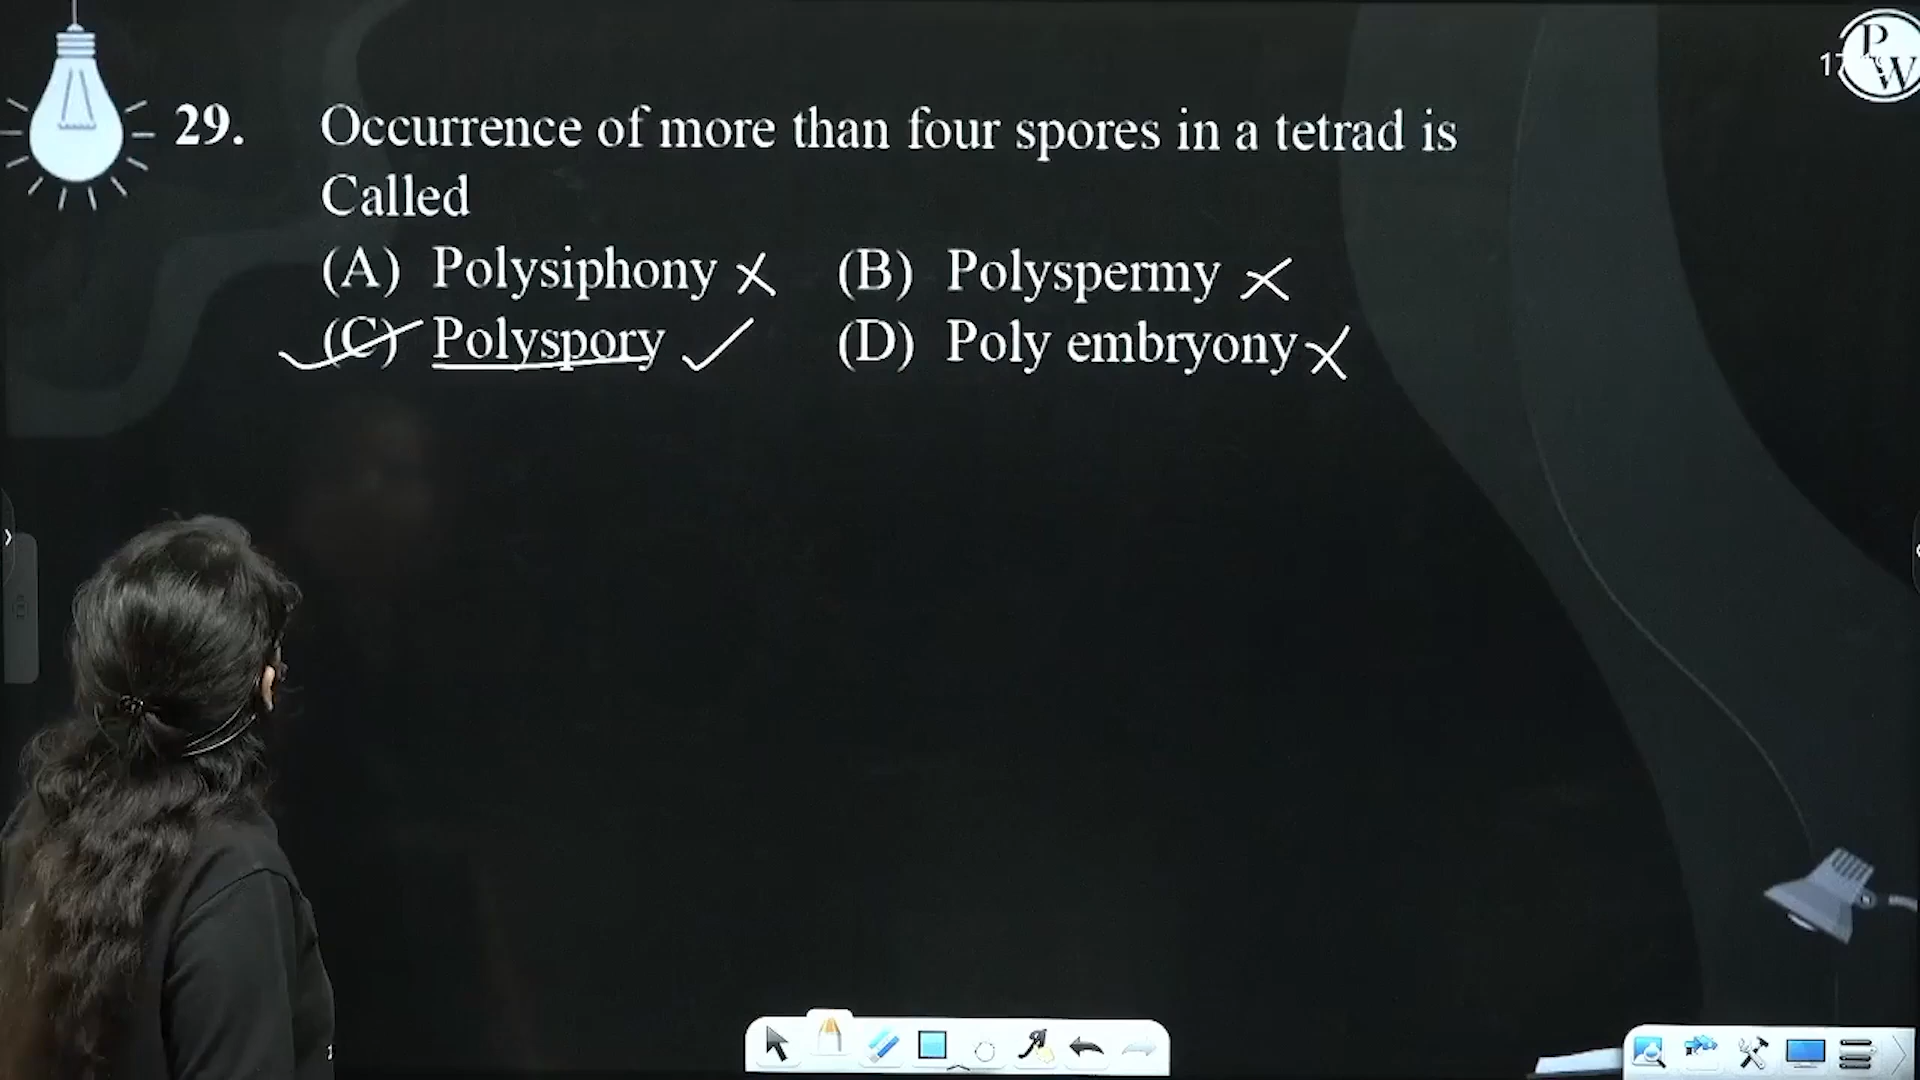 P
W
29. Occurrence of more than four spores in a tetrad is
Called
(A) Polysiphony (B) Polyspermy
(C) Polyspory (D) Poly embryony